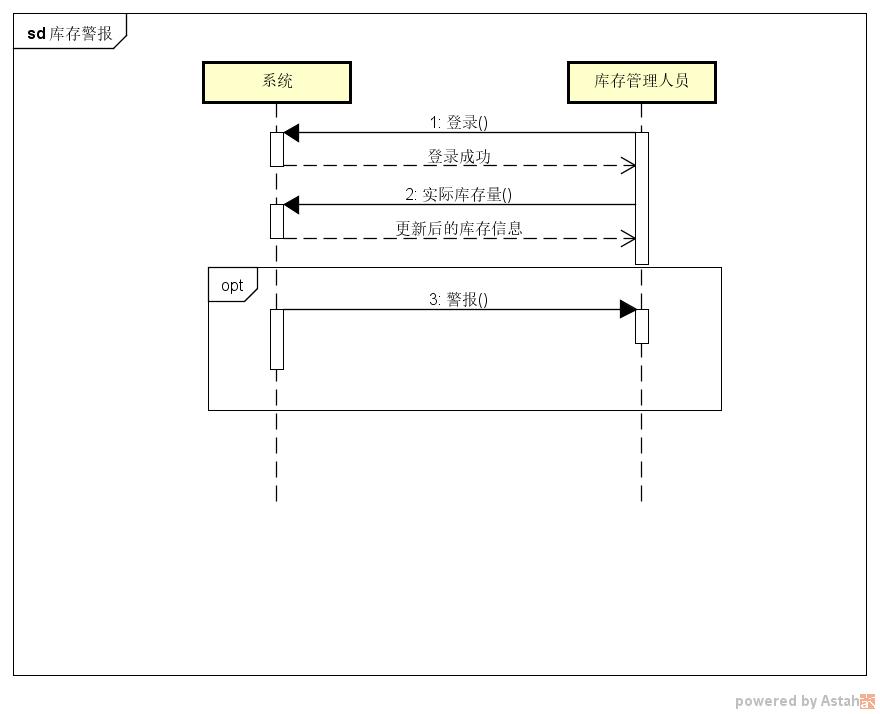 sd 库存警报
系统
库存管理人员
1: 登录()
登录成功
2: 实际库存量()
更新后的库存信息
opt
3: 警报()
powered by Astah